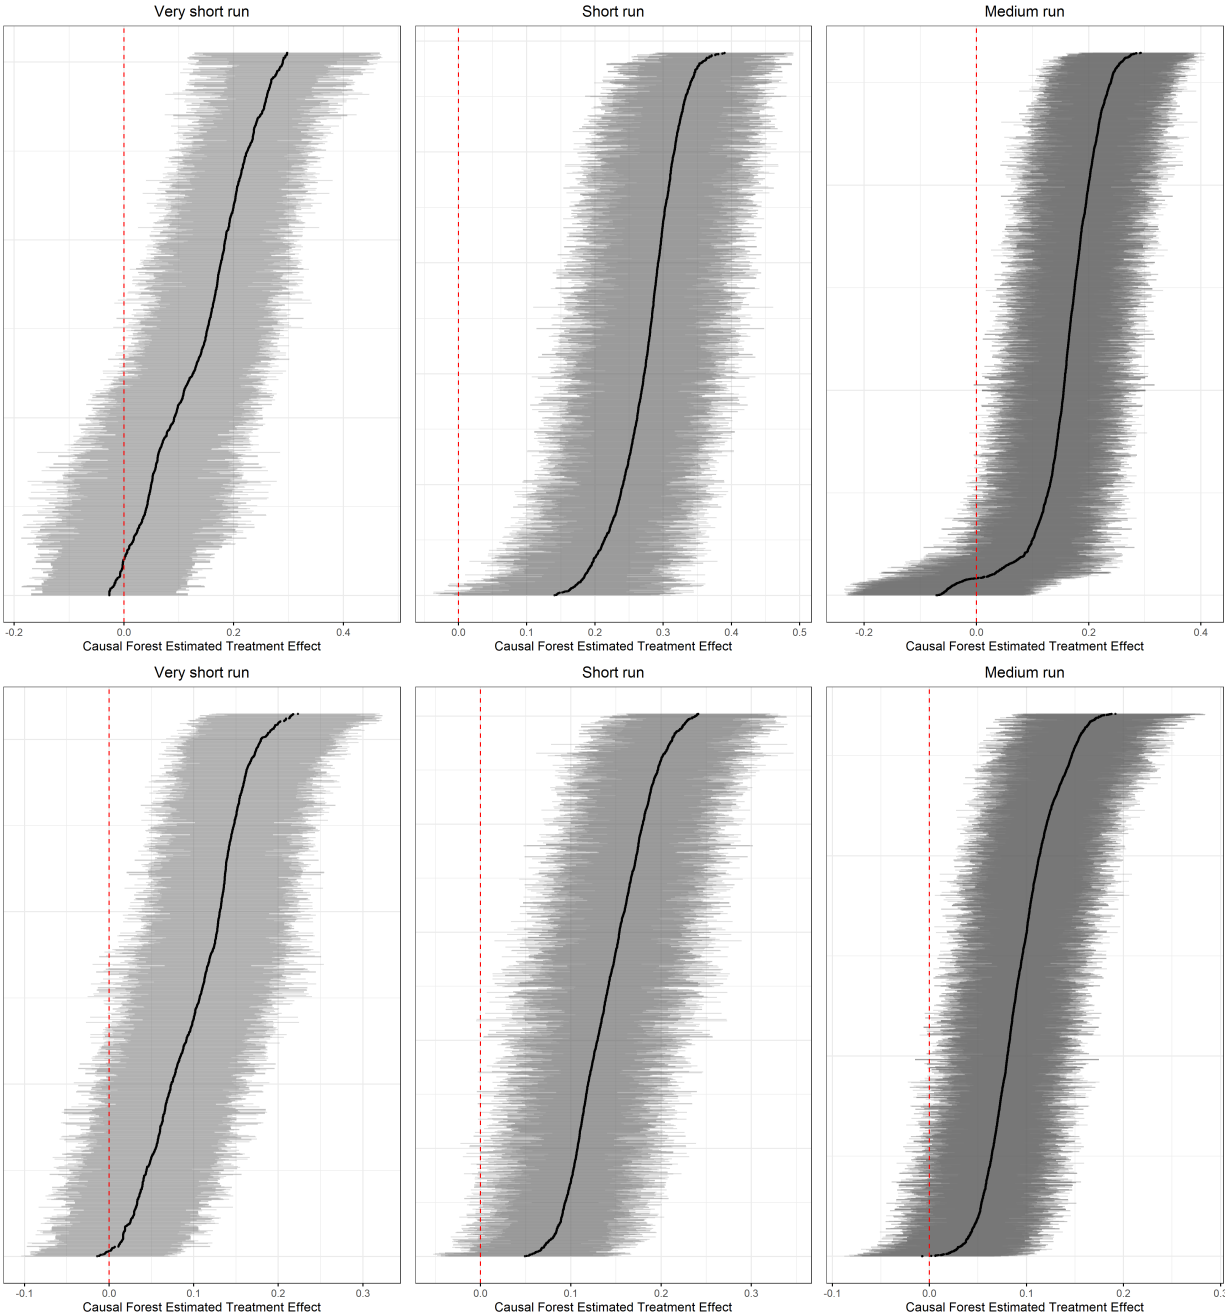 Very short run Short run Medium run
-0.2 0.0 0.2 0.4 0.0 0.1 0.2 0.3 0.4 0.5 -0.2 0.0 0.2 0.4
Causal Forest Estimated Treatment Effect Causal Forest Estimated Treatment Effect Causal Forest Estimated Treatment Effect
Very short run Short run Medium run
-0.1 0.0 0.1 0.2 0.3 0.0 0.1 0.2 0.3 -0.1 0.0 0.1 0.2
Causal Forest Estimated Treatment Effect Causal Forest Estimated Treatment Effect Causal Forest Estimated Treatment Effect